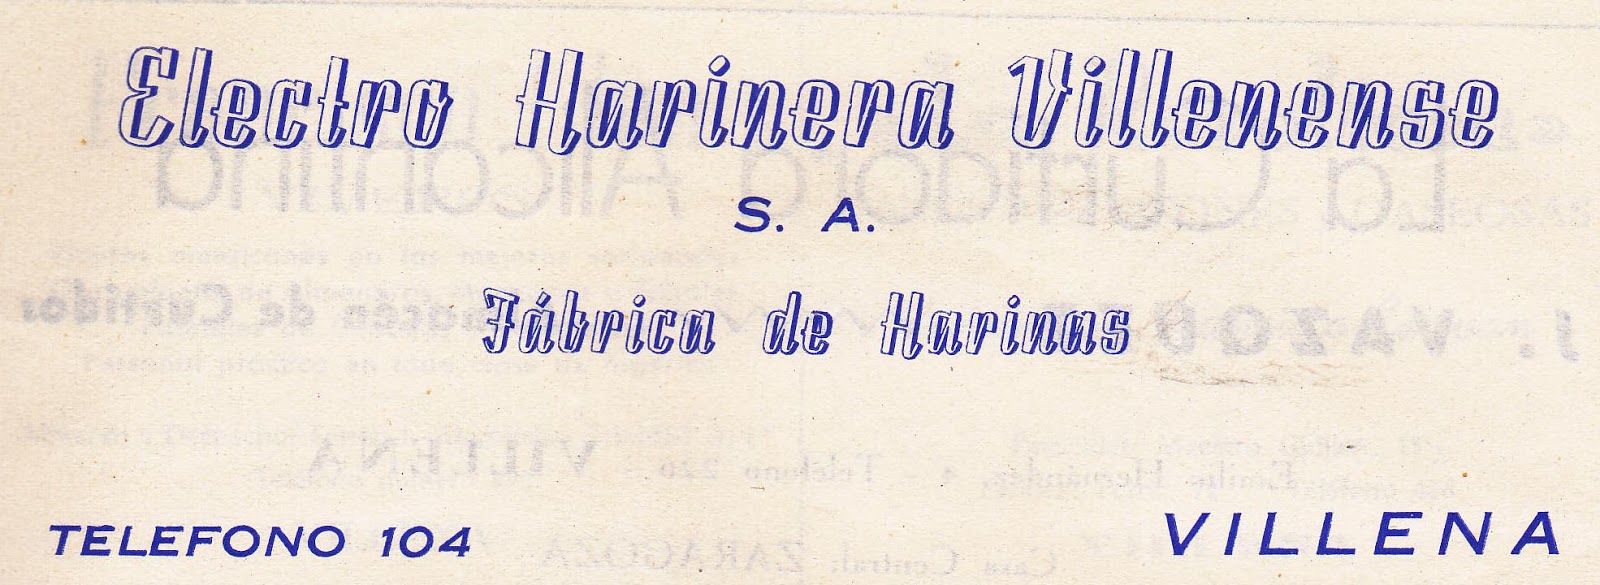 Electro Harinera Villenense
S. A.
Fábrica de Harinas
TELEFONO 104
VILLENA